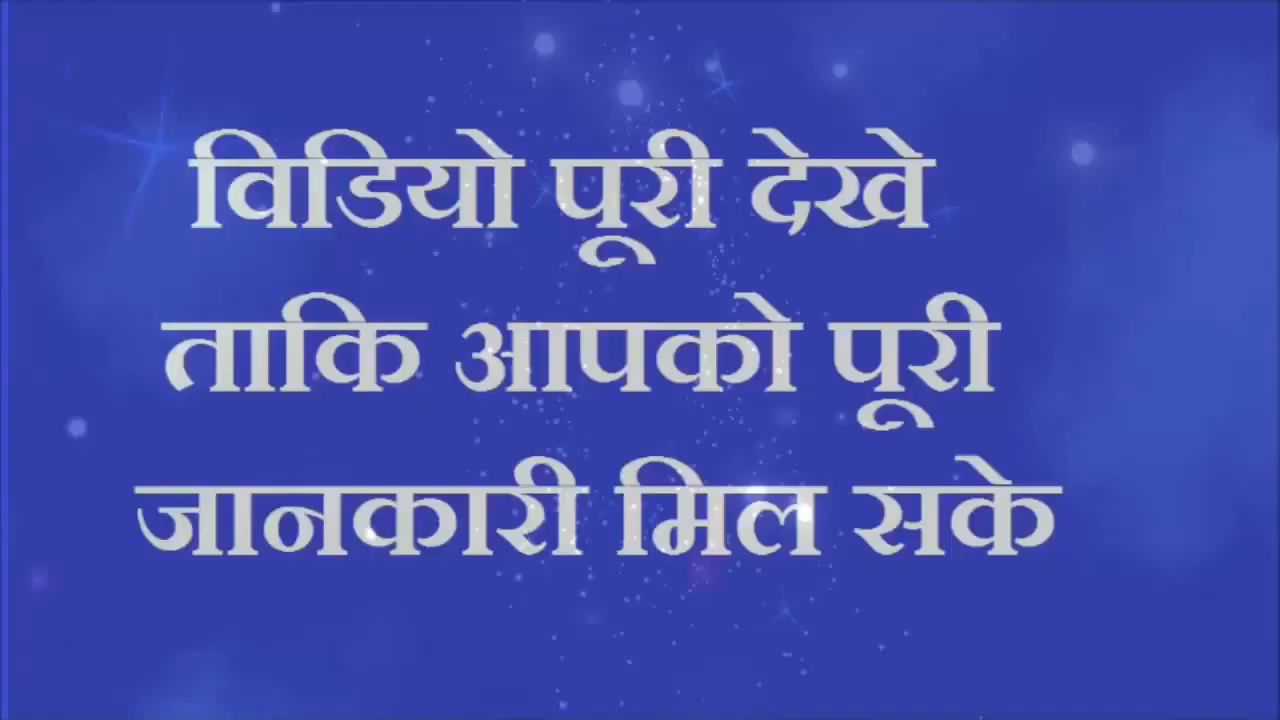 विडियो पूरी देखे
ताकि आपको पूरी
जानकारी मिल सके